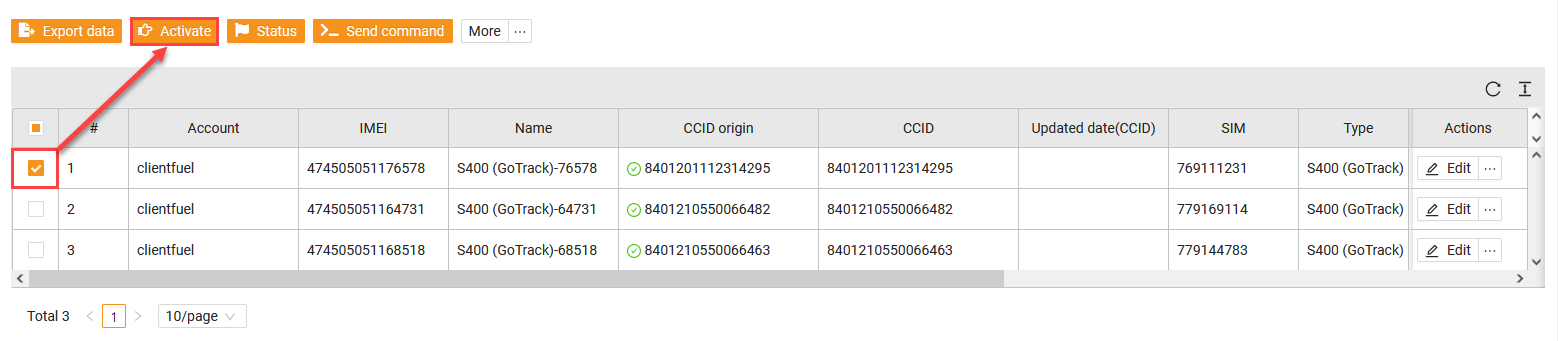 Export data Activate Status Send command More ···
# Account IMEI Name CCID origin CCID Updated date(CCID) SIM Type Actions
1 clientfuel 474505051176578 S400 (GoTrack)-76578 8401201112314295 8401201112314295 769111231 S400 (GoTrack) Edit ···
2 clientfuel 474505051164731 S400 (GoTrack)-64731 8401210550066482 8401210550066482 779169114 S400 (GoTrack) Edit ···
3 clientfuel 474505051168518 S400 (GoTrack)-68518 8401210550066463 8401210550066463 779144783 S400 (GoTrack) Edit ···
Total 3 < 1 > 10/page